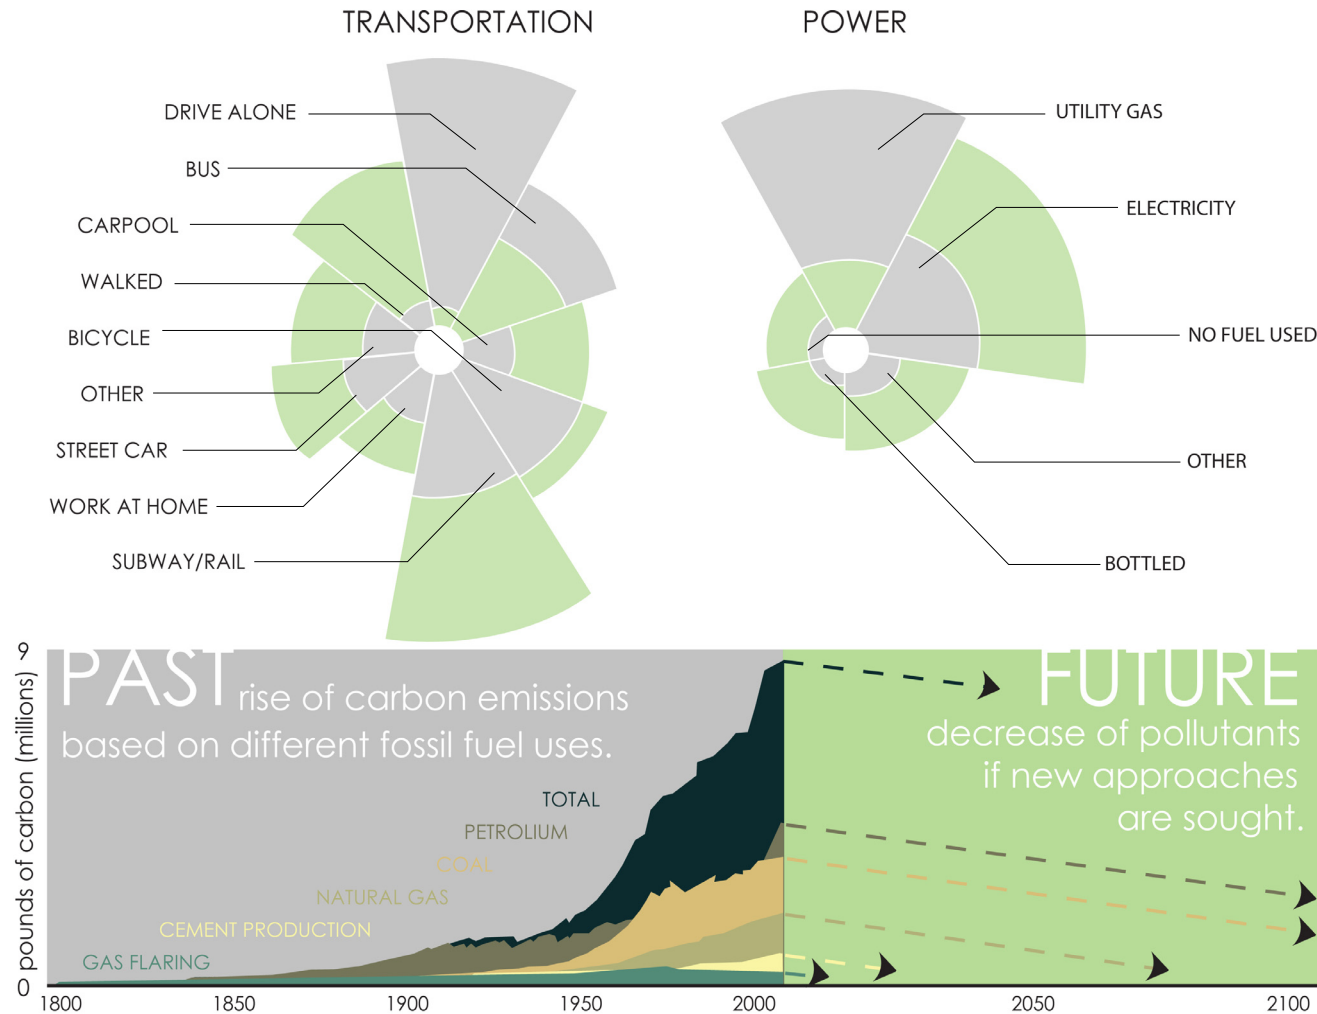 TRANSPORTATION
POWER
DRIVE ALONE
BUS
CARPOOL
WALKED
BICYCLE
OTHER
STREET CAR
WORK AT HOME
SUBWAY/RAIL
UTILITY GAS
ELECTRICITY
NO FUEL USED
OTHER
BOTTLED
9
pounds of carbon (millions)
0
PAST rise of carbon emissions
based on different fossil fuel uses.
TOTAL
PETROLIUM
COAL
NATURAL GAS
CEMENT PRODUCTION
GAS FLARING
FUTURE
decrease of pollutants
if new approaches
are sought.
1800 1850 1900 1950 2000 2050 2100